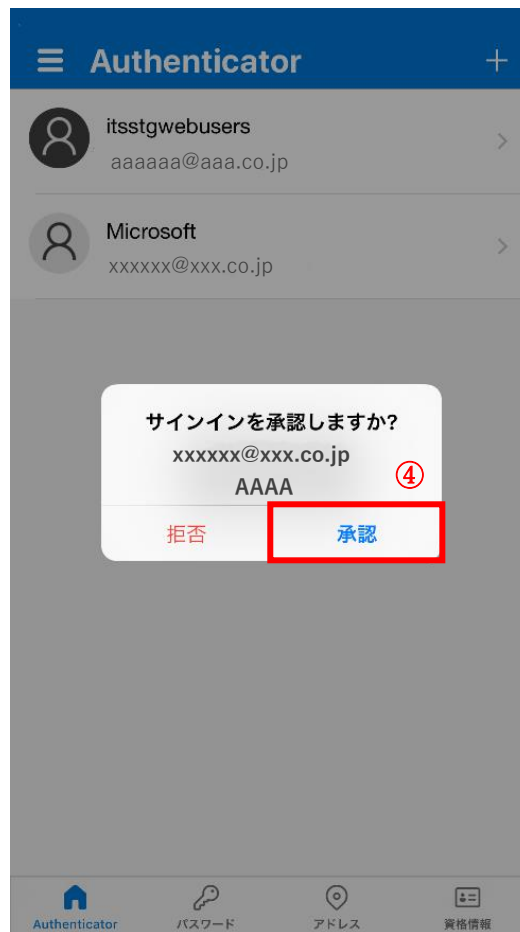 Authenticator
itsstgwebusers
aaaaaa@aaa.co.jp
Microsoft
xxxxxx@xxx.co.jp
サインインを承認しますか?
xxxxxx@xxx.co.jp
AAAA
④
拒否 承認
Authenticator パスワード アドレス 資格情報